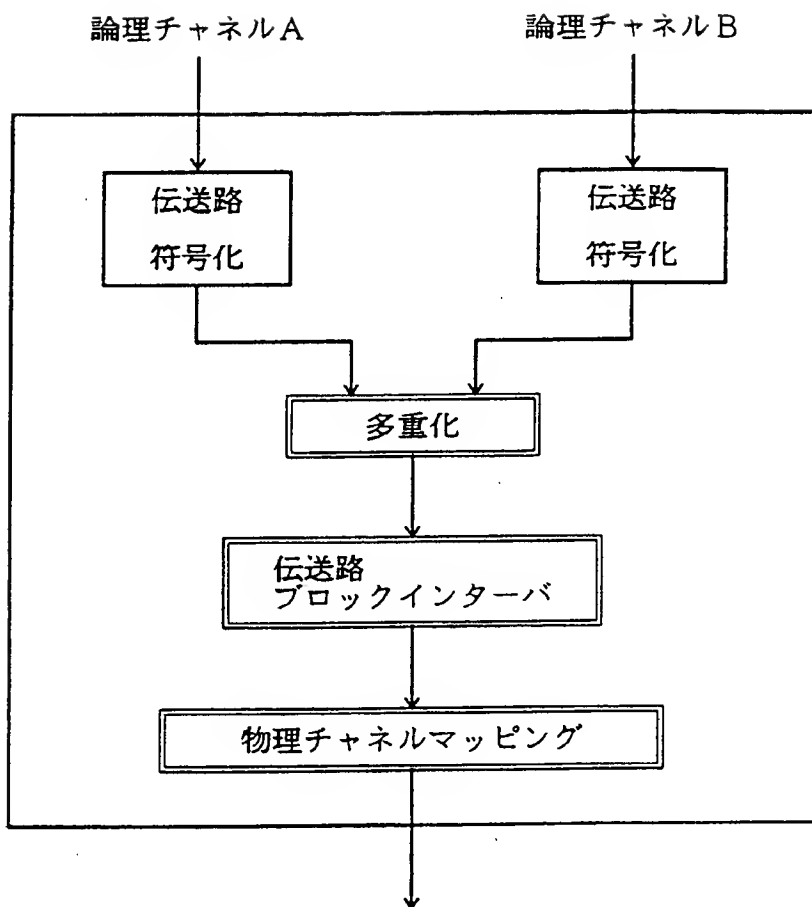 論理チャネルA
論理チャネルB
伝送路
符号化
伝送路
符号化
多重化
伝送路
ブロックインターバ
物理チャネルマッピング